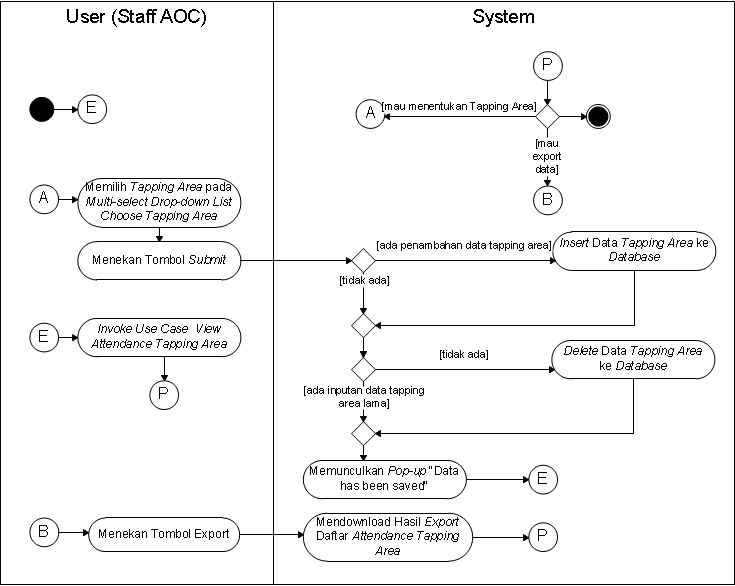 User (Staff AOC)
System
P
E
[mau menentukan Tapping Area]
A
[mau
export
data]
B
A
Memilih Tapping Area pada
Multi-select Drop-down List
Choose Tapping Area
[ada penambahan data tapping area]
Insert Data Tapping Area ke
Database
Menekan Tombol Submit
[tidak ada]
E
Invoke Use Case View
Attendance Tapping Area
[tidak ada]
Delete Data Tapping Area
ke Database
P
[ada inputan data tapping
area lama]
Memunculkan Pop-up "Data
has been saved"
E
B
Menekan Tombol Export
Mendownload Hasil Export
Daftar Attendance Tapping
Area
P